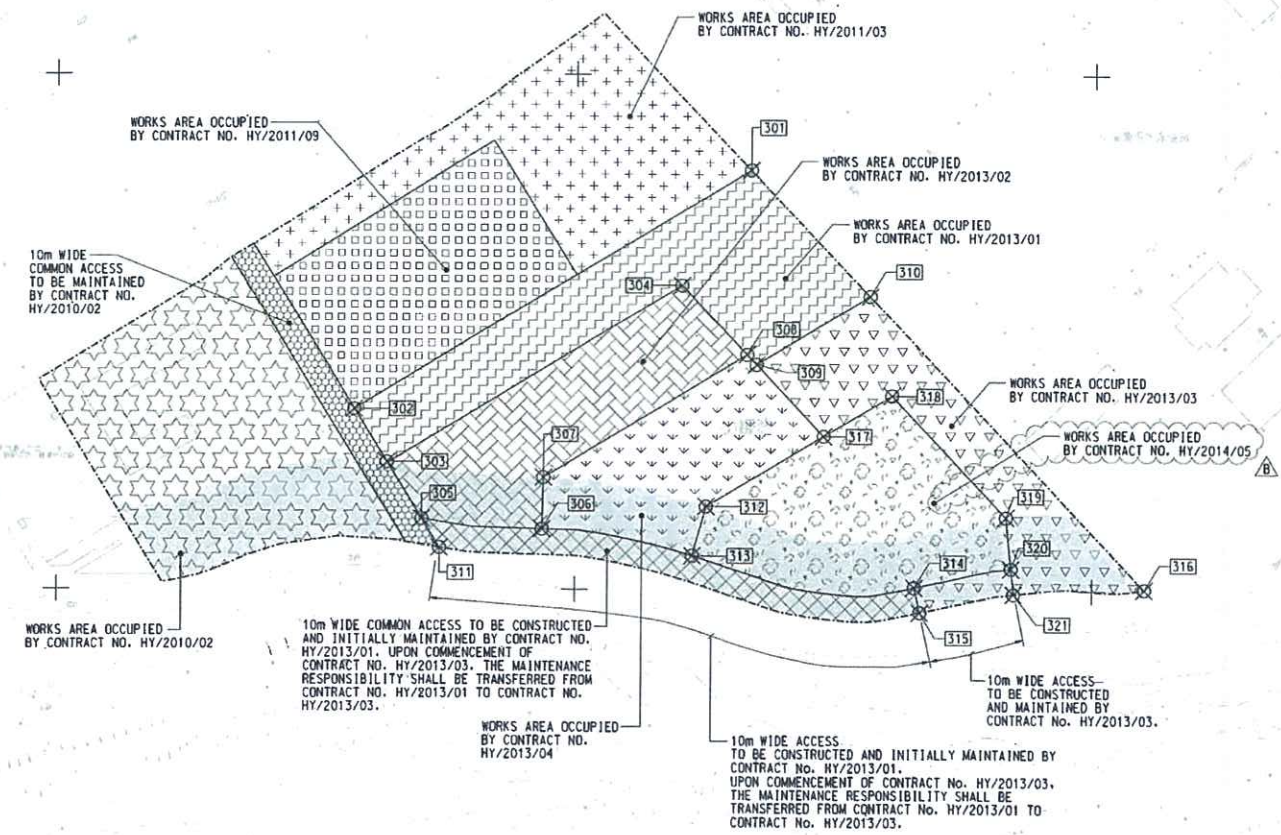 WORKS AREA OCCUPIED
BY CONTRACT NO. HY/2011/03
WORKS AREA OCCUPIED
BY CONTRACT NO. HY/2011/09
301
WORKS AREA OCCUPIED
BY CONTRACT NO. HY/2013/02
WORKS AREA OCCUPIED
BY CONTRACT NO. HY/2013/01
10m WIDE
COMMON ACCESS
TO BE MAINTAINED
BY CONTRACT NO.
HY/2010/02
304
310
308
309
WORKS AREA OCCUPIED
BY CONTRACT NO. HY/2013/03
318
302
317
WORKS AREA OCCUPIED
BY CONTRACT NO. HY/2014/05
B
307
303
305
306
312
319
313
314
320
316
311
315
321
WORKS AREA OCCUPIED
BY CONTRACT NO. HY/2010/02
10m WIDE COMMON ACCESS TO BE CONSTRUCTED
AND INITIALLY MAINTAINED BY CONTRACT NO.
HY/2013/01. UPON COMMENCEMENT OF
CONTRACT NO. HY/2013/03. THE MAINTENANCE
RESPONSIBILITY SHALL BE TRANSFERRED FROM
CONTRACT NO. HY/2013/01 TO CONTRACT NO.
HY/2013/03.
WORKS AREA OCCUPIED
BY CONTRACT NO.
HY/2013/04
10m WIDE ACCESS
TO BE CONSTRUCTED
AND MAINTAINED BY
CONTRACT No. HY/2013/03.
10m WIDE ACCESS
TO BE CONSTRUCTED AND INITIALLY MAINTAINED BY
CONTRACT No. HY/2013/01.
UPON COMMENCEMENT OF CONTRACT No. HY/2013/03,
THE MAINTENANCE RESPONSIBILITY SHALL BE
TRANSFERRED FROM CONTRACT No. HY/2013/01 TO
CONTRACT No. HY/2013/03.